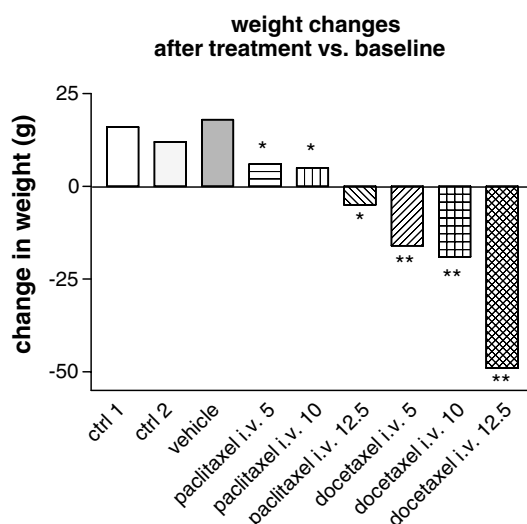 weight changes
after treatment vs. baseline
change in weight (g)
25
0
-25
-50
*
*
*
**
**
**
ctrl 1
ctrl 2
vehicle
paclitaxel i.v. 5
paclitaxel i.v. 10
paclitaxel i.v. 12.5
docetaxel i.v. 5
docetaxel i.v. 10
docetaxel i.v. 12.5